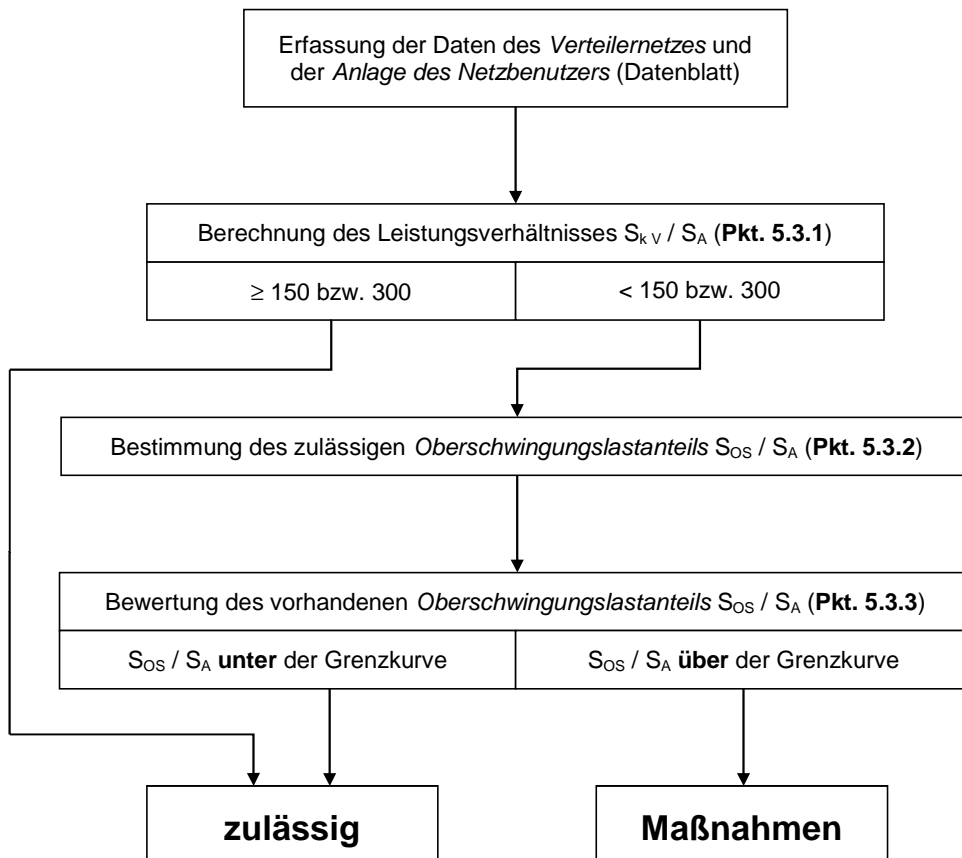 Erfassung der Daten des Verteilernetzes und
der Anlage des Netzbenutzers (Datenblatt)
Berechnung des Leistungsverhältnisses Sk V / SA (Pkt. 5.3.1)
≥ 150 bzw. 300
< 150 bzw. 300
Bestimmung des zulässigen Oberschwingungslastanteils SOS / SA (Pkt. 5.3.2)
Bewertung des vorhandenen Oberschwingungslastanteils SOS / SA (Pkt. 5.3.3)
SOS / SA unter der Grenzkurve
SOS / SA über der Grenzkurve
zulässig
Maßnahmen